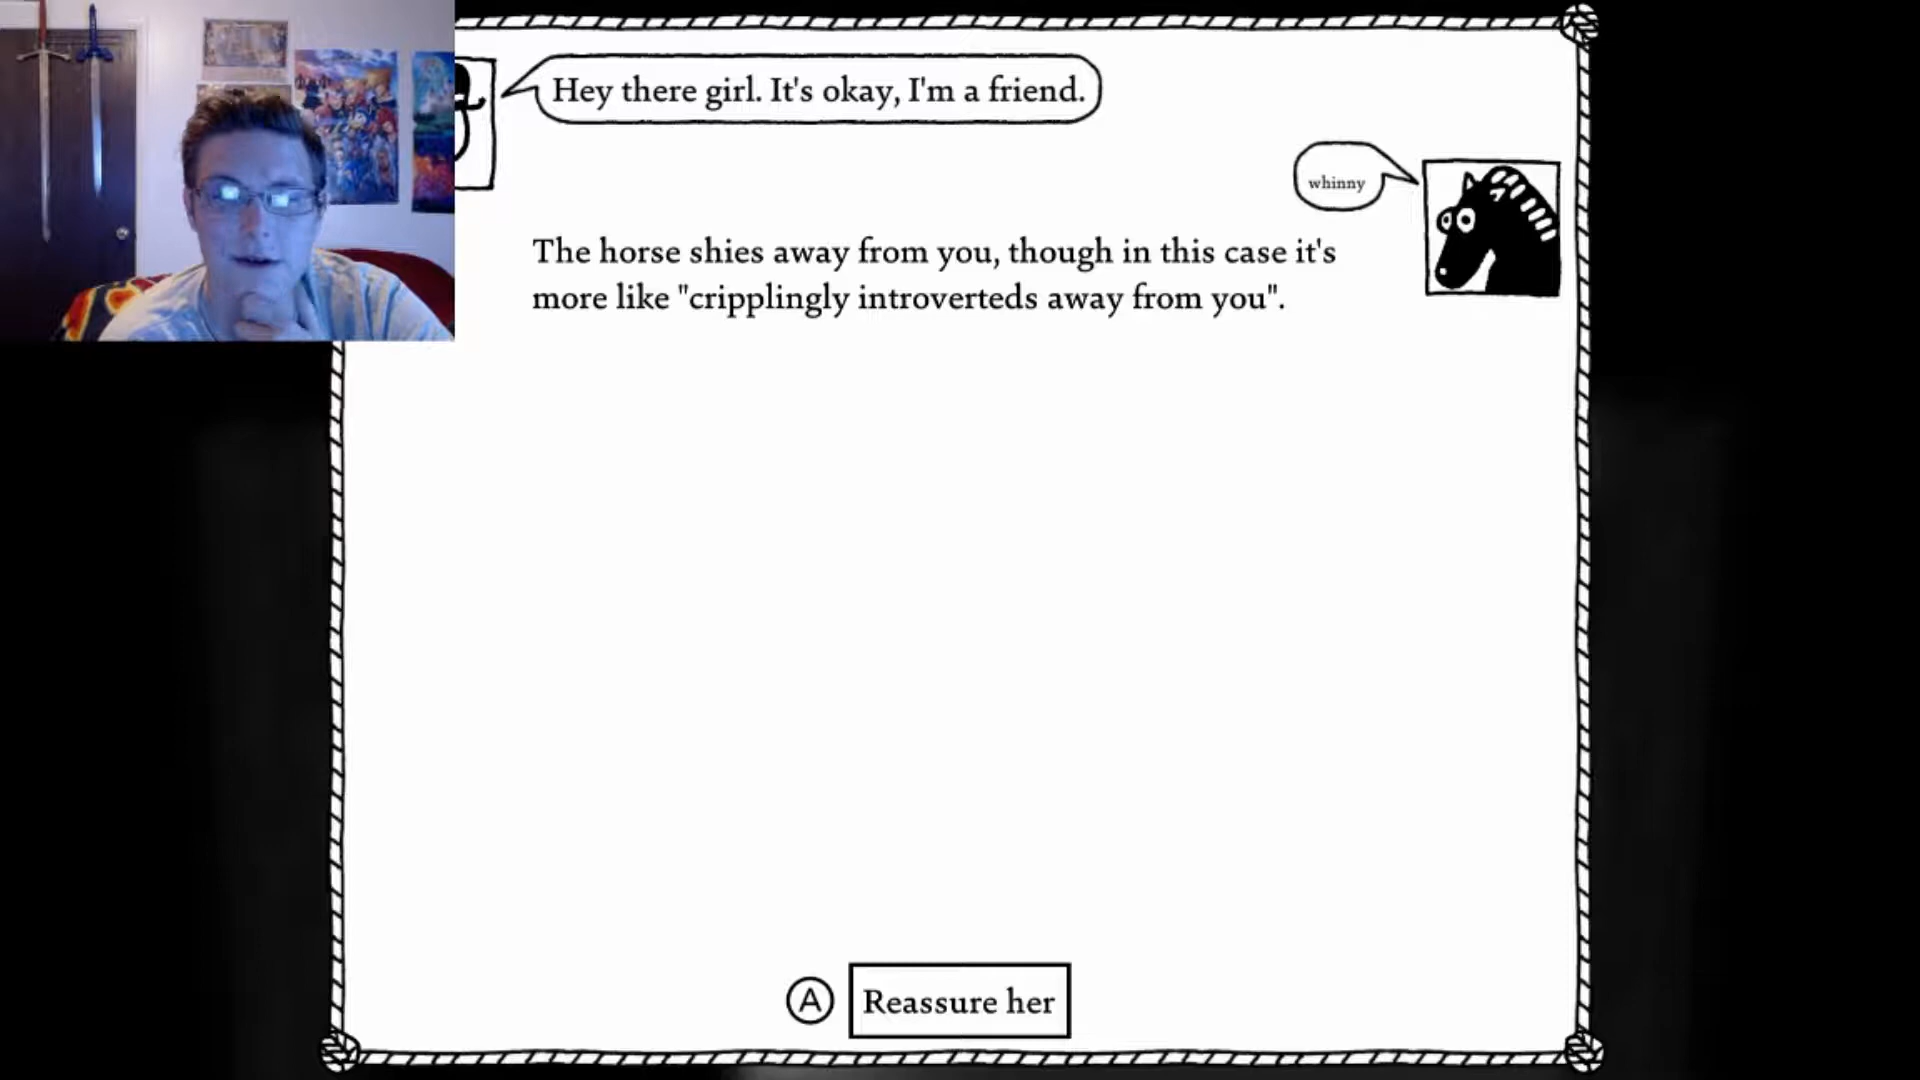 Hey there girl. It's okay, I'm a friend.
whinny
The horse shies away from you, though in this case it's
more like "cripplingly introverteds away from you".
A Reassure her